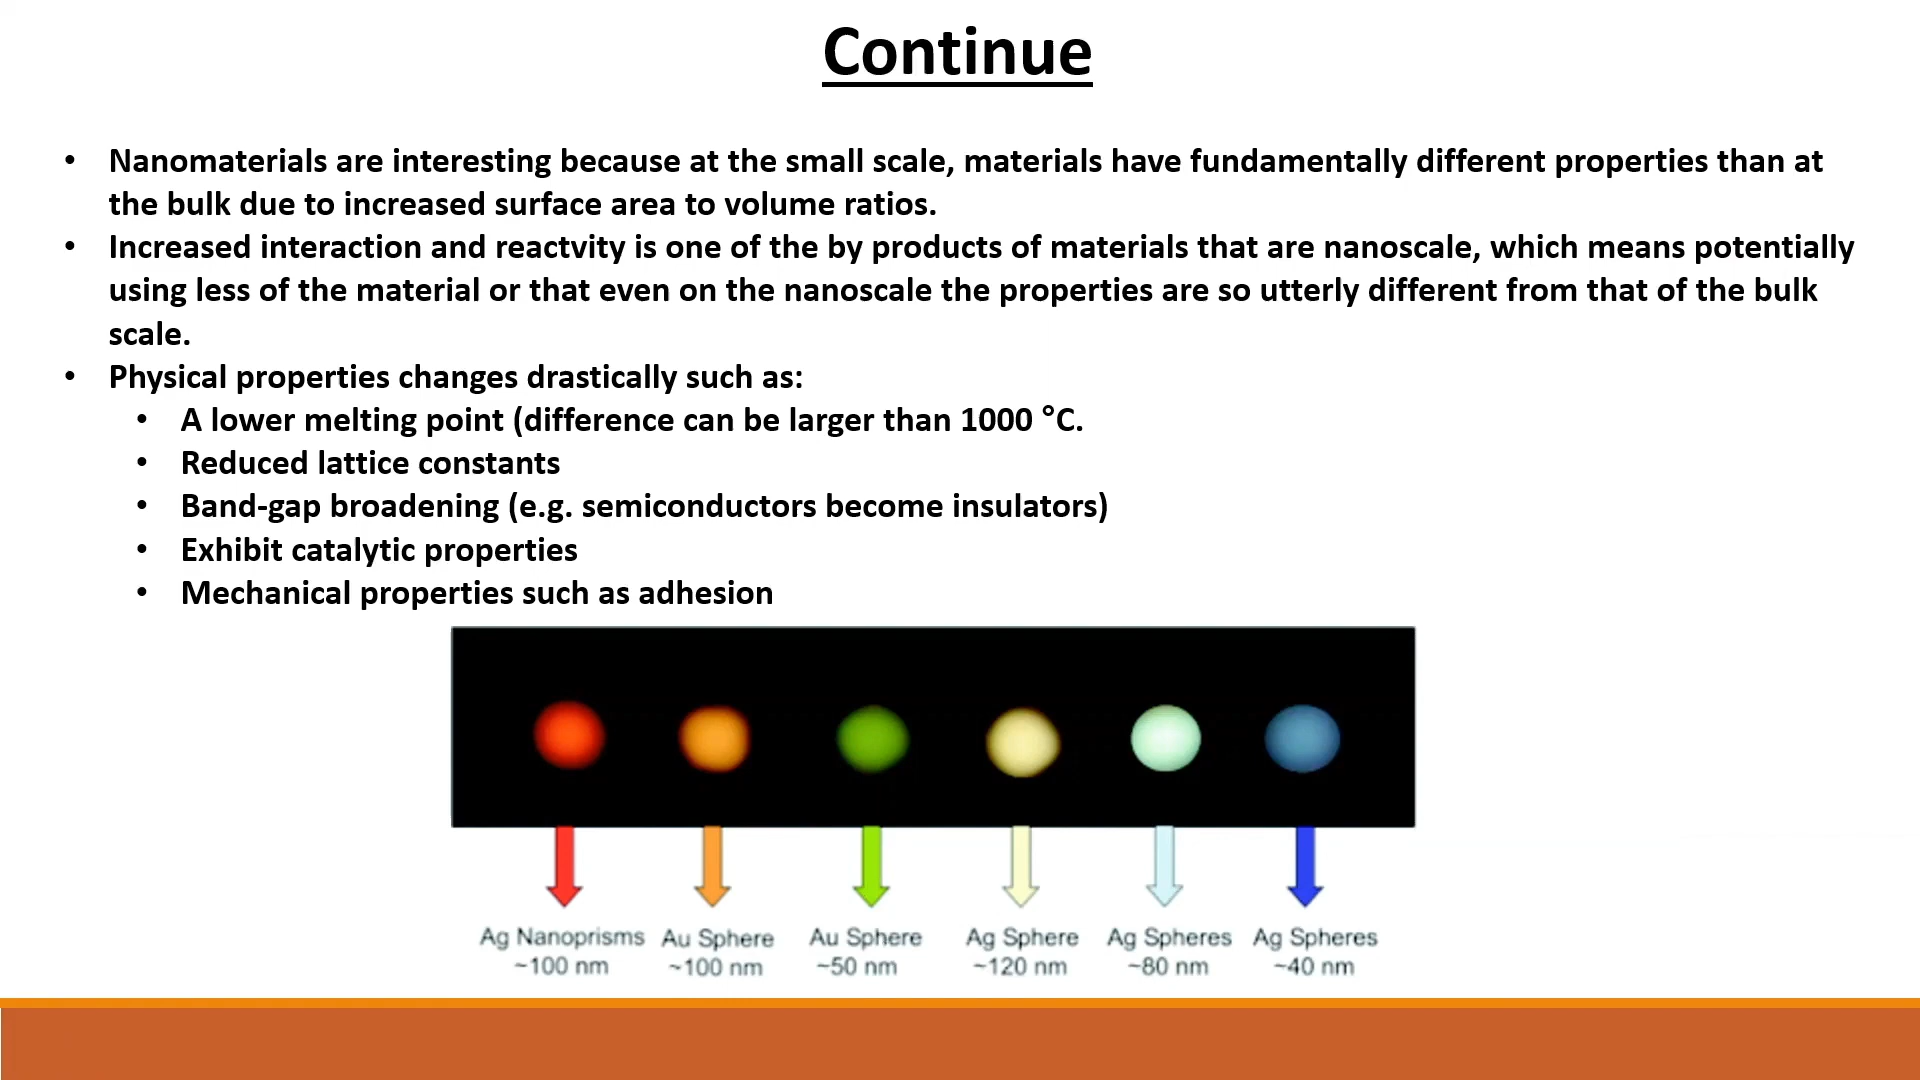 Continue
• Nanomaterials are interesting because at the small scale, materials have fundamentally different properties than at
the bulk due to increased surface area to volume ratios.
• Increased interaction and reactvity is one of the by products of materials that are nanoscale, which means potentially
using less of the material or that even on the nanoscale the properties are so utterly different from that of the bulk
scale.
• Physical properties changes drastically such as:
• A lower melting point (difference can be larger than 1000 °C.
• Reduced lattice constants
• Band-gap broadening (e.g. semiconductors become insulators)
• Exhibit catalytic properties
• Mechanical properties such as adhesion
Ag Nanoprisms Au Sphere Au Sphere Ag Sphere Ag Spheres Ag Spheres
~100 nm ~100 nm ~50 nm ~120 nm ~80 nm ~40 nm